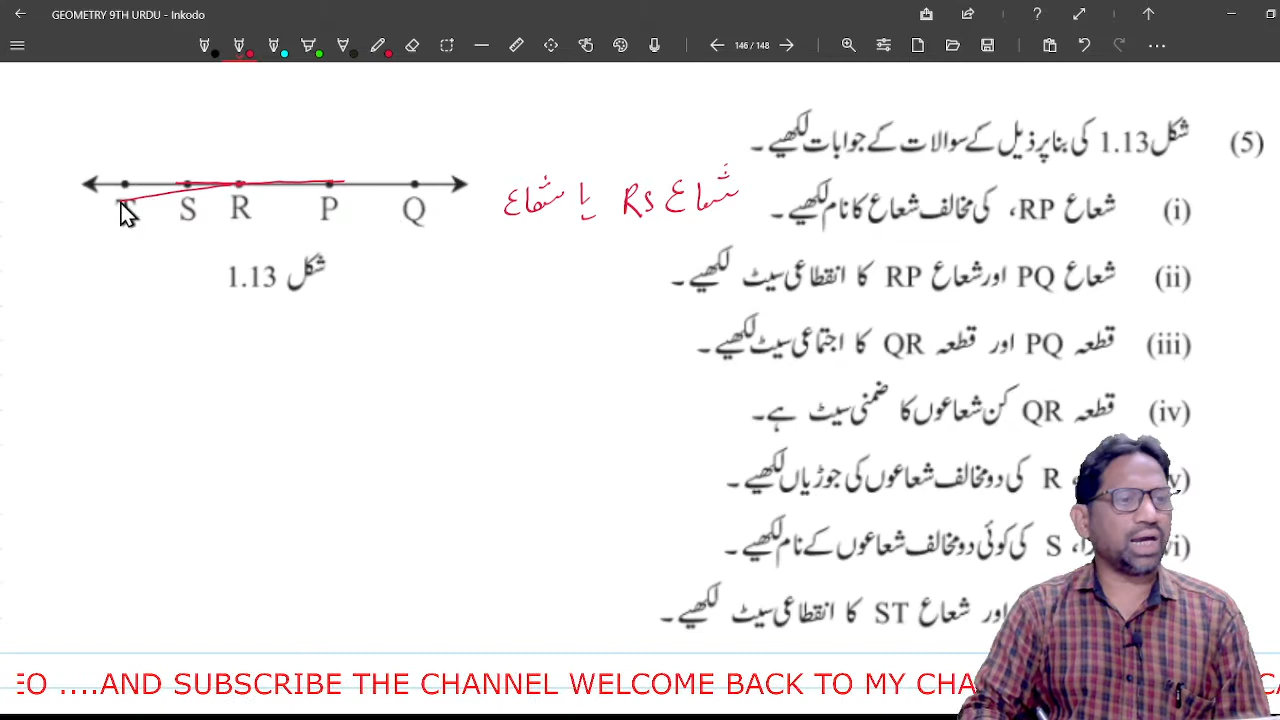 GEOMETRY 9TH URDU - Inkodo
146 / 148
(5) شکل 1.13 کی بنا پر ذیل کے سوالات کے جوابات لکھیے ۔
T S R P Q
شکل 1.13
(i) شعاع RP، کی مخالف شعاع کا نام لکھیے ۔
شعاع RS یا شعاع
(ii) شعاع PQ اور شعاع RP کا انقطاعی سیٹ لکھیے ۔
(iii) قطعہ PQ اور قطعہ QR کا اجتماعی سیٹ لکھیے ۔
(iv) قطعہ QR کن شعاعوں کا ضمنی سیٹ ہے۔
R کی دو مخالف شعاعوں کی جوڑیاں لکھیے ۔
S کی کوئی دو مخالف شعاعوں کے نام لکھیے ۔
اور شعاع ST کا انقطاعی سیٹ لکھیے ۔
....AND SUBSCRIBE THE CHANNEL WELCOME BACK TO MY